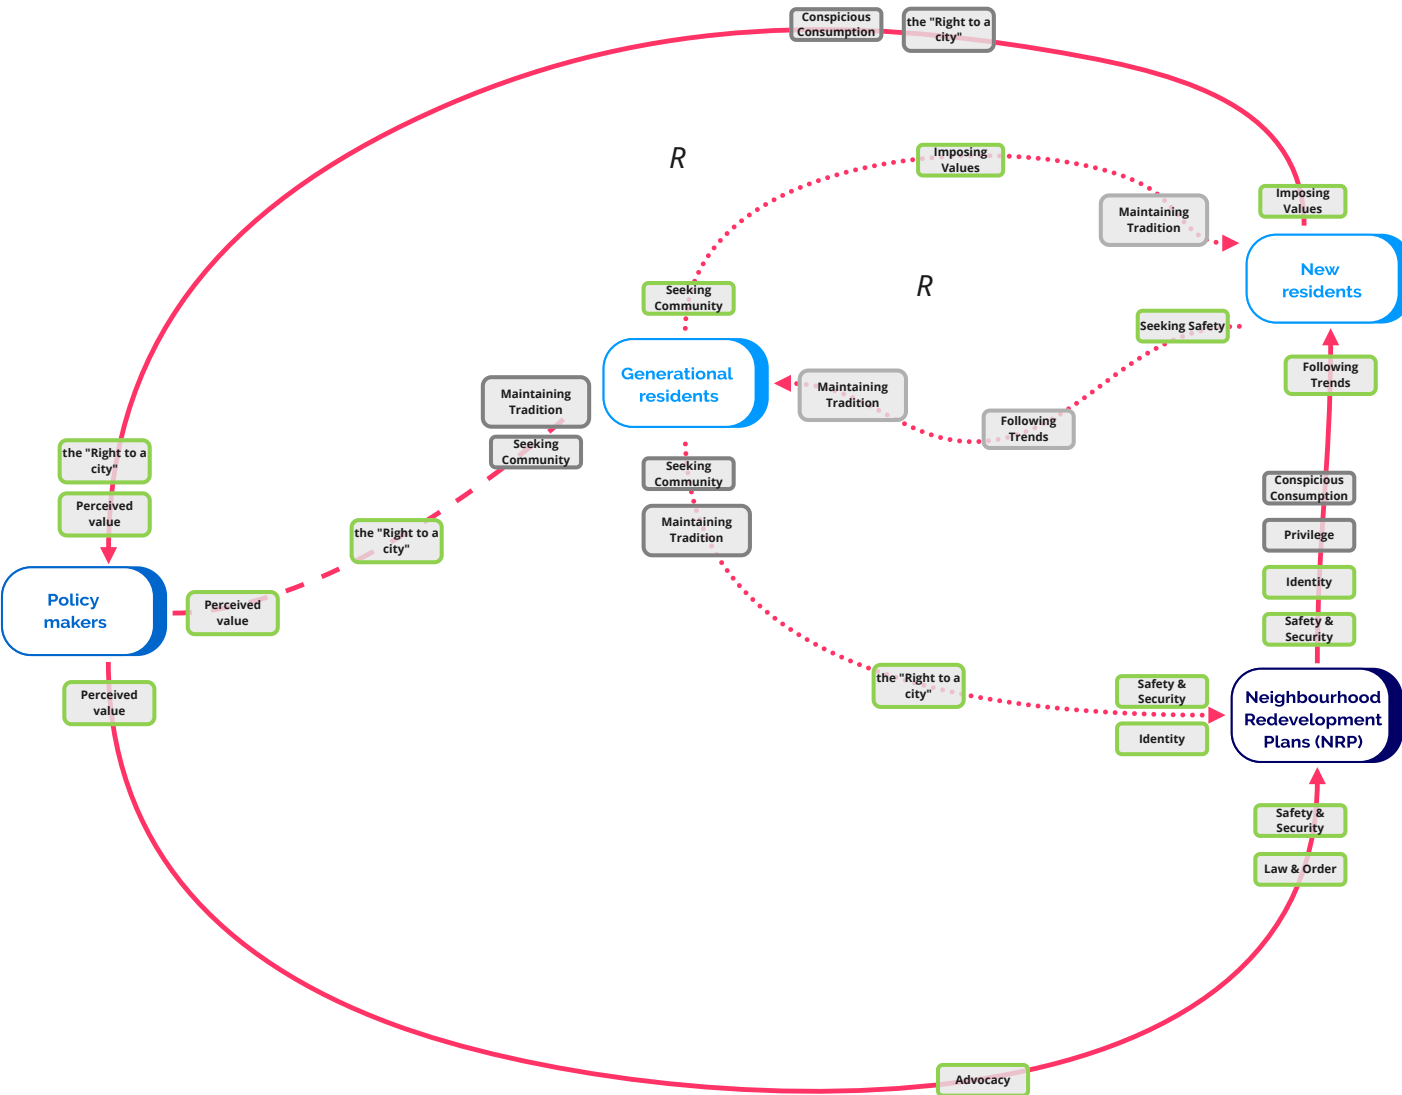 Conspicious
Consumption
the "Right to a
city"
R
Imposing
Values
Imposing
Values
Maintaining
Tradition
New
residents
R
Seeking
Community
Seeking Safety
Generational
residents
Maintaining
Tradition
Following
Trends
Following
Trends
Maintaining
Tradition
Seeking
Community
the "Right to a
city"
Perceived
value
Seeking
Community
Maintaining
Tradition
Conspicious
Consumption
Privilege
Identity
Safety &
Security
the "Right to a
city"
Policy
makers
Perceived
value
Perceived
value
the "Right to a
city"
Safety &
Security
Identity
Neighbourhood
Redevelopment
Plans (NRP)
Safety &
Security
Law & Order
Advocacy